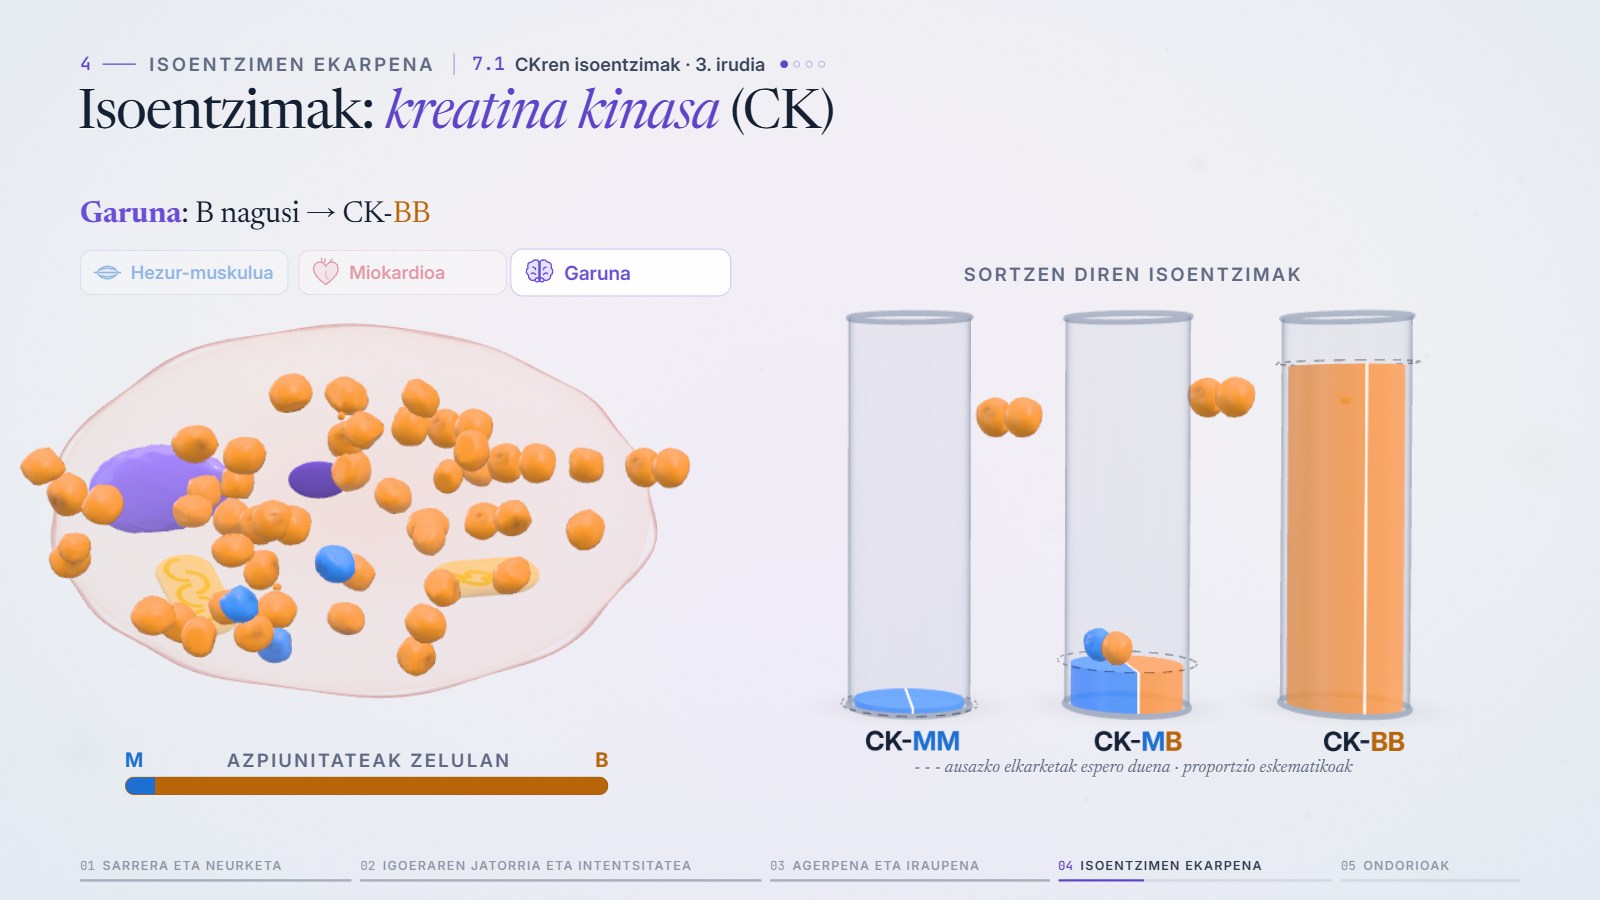 4 — ISOENTZIMEN EKARPENA | 7.1 CKren isoentzimak · 3. irudia
Isoentzimak: kreatina kinasa (CK)
Garuna: B nagusi → CK-BB
Hezur-muskulua Miokardioa Garuna
SORTZEN DIREN ISOENTZIMAK
CK-MM CK-MB CK-BB
- - - ausazko elkarketak espero duena · proportzio eskematikoak
M AZPIUNITATEAK ZELULAN B
01 SARRERA ETA NEURKETA 02 IGOERAREN JATORRIA ETA INTENTSITATEA 03 AGERPENA ETA IRAUPENA 04 ISOENTZIMEN EKARPENA 05 ONDORIOAK